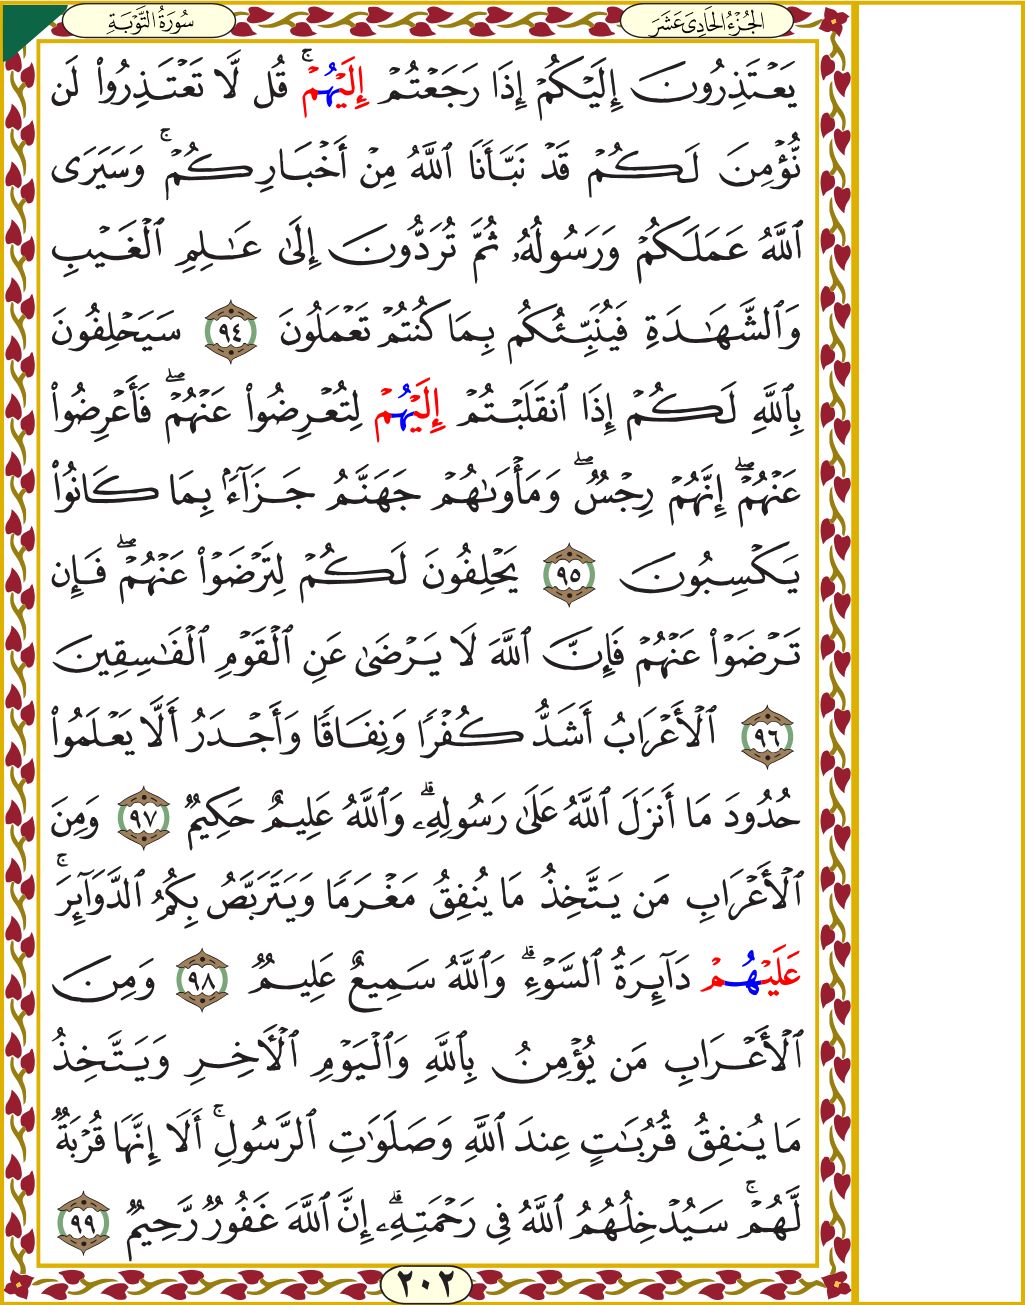 الجُزْءُ الحَادِيَ عَشَرَ
سُورَةُ التَّوْبَةِ
يَعْتَذِرُونَ إِلَيْكُمْ إِذَا رَجَعْتُمْ إِلَيْهُمْۚ قُل لَّا تَعْتَذِرُوا۟ لَن
نُّؤْمِنَ لَكُمْ قَدْ نَبَّأَنَا ٱللَّهُ مِنْ أَخْبَارِكُمْۚ وَسَيَرَى
ٱللَّهُ عَمَلَكُمْ وَرَسُولُهُۥ ثُمَّ تُرَدُّونَ إِلَىٰ عَـٰلِمِ ٱلْغَيْبِ
وَٱلشَّهَـٰدَةِ فَيُنَبِّئُكُم بِمَا كُنتُمْ تَعْمَلُونَ ٩٤ سَيَحْلِفُونَ
بِٱللَّهِ لَكُمْ إِذَا ٱنقَلَبْتُمْ إِلَيْهُمْ لِتُعْرِضُوا۟ عَنْهُمْۖ فَأَعْرِضُوا۟
عَنْهُمْۖ إِنَّهُمْ رِجْسٌۖ وَمَأْوَىٰهُمْ جَهَنَّمُ جَزَآءًۢ بِمَا كَانُوا۟
يَكْسِبُونَ ٩٥ يَحْلِفُونَ لَكُمْ لِتَرْضَوْا۟ عَنْهُمْۖ فَإِن
تَرْضَوْا۟ عَنْهُمْ فَإِنَّ ٱللَّهَ لَا يَرْضَىٰ عَنِ ٱلْقَوْمِ ٱلْفَـٰسِقِينَ
٩٦ ٱلْأَعْرَابُ أَشَدُّ كُفْرًا وَنِفَاقًا وَأَجْدَرُ أَلَّا يَعْلَمُوا۟
حُدُودَ مَا أَنزَلَ ٱللَّهُ عَلَىٰ رَسُولِهِۦۗ وَٱللَّهُ عَلِيمٌ حَكِيمٌ ٩٧ وَمِنَ
ٱلْأَعْرَابِ مَن يَتَّخِذُ مَا يُنفِقُ مَغْرَمًا وَيَتَرَبَّصُ بِكُمُ ٱلدَّوَآئِرَۚ
عَلَيْهُمْ دَآئِرَةُ ٱلسَّوْءِۗ وَٱللَّهُ سَمِيعٌ عَلِيمٌ ٩٨ وَمِنَ
ٱلْأَعْرَابِ مَن يُؤْمِنُ بِٱللَّهِ وَٱلْيَوْمِ ٱلْأَخِرِ وَيَتَّخِذُ
مَا يُنفِقُ قُرُبَـٰتٍ عِندَ ٱللَّهِ وَصَلَوَٰتِ ٱلرَّسُولِۚ أَلَا إِنَّهَا قُرْبَةٌ
لَّهُمْۚ سَيُدْخِلُهُمُ ٱللَّهُ فِى رَحْمَتِهِۦۗ إِنَّ ٱللَّهَ غَفُورٌ رَّحِيمٌ ٩٩
٢٠٢